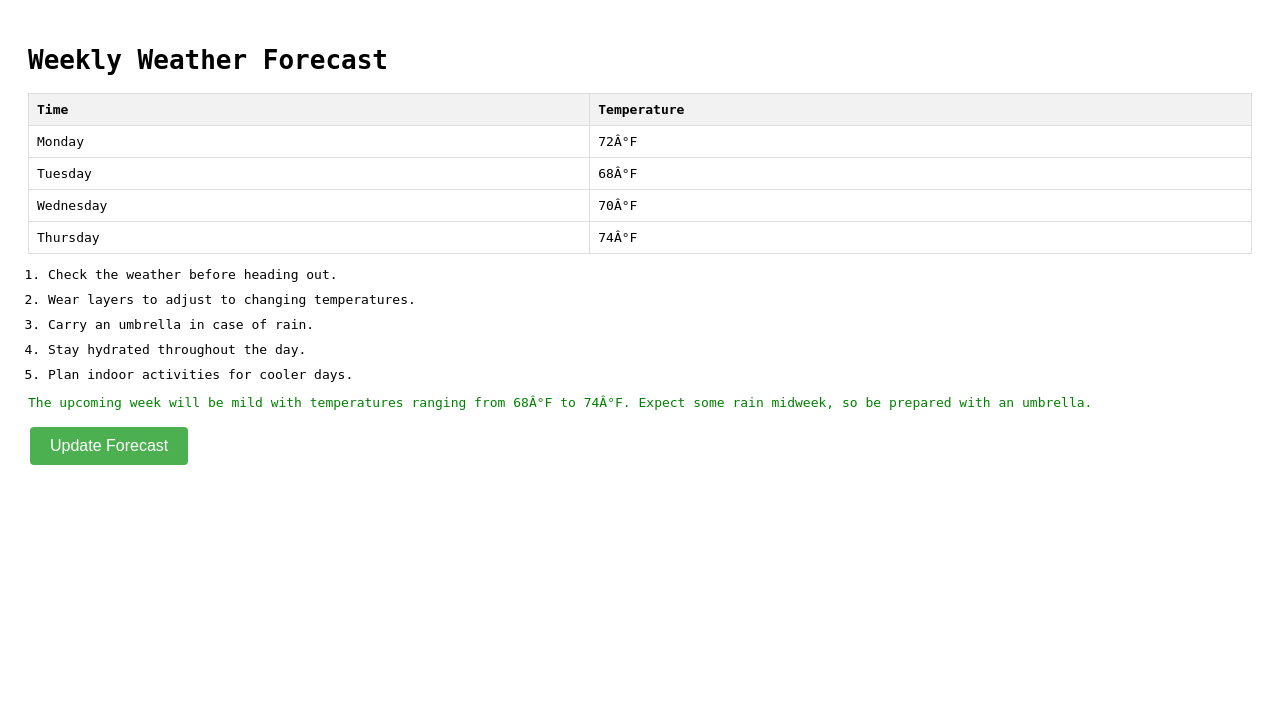 Weekly Weather Forecast
Time Temperature
Monday 72Â°F
Tuesday 68Â°F
Wednesday 70Â°F
Thursday 74Â°F
1. Check the weather before heading out.
2. Wear layers to adjust to changing temperatures.
3. Carry an umbrella in case of rain.
4. Stay hydrated throughout the day.
5. Plan indoor activities for cooler days.
The upcoming week will be mild with temperatures ranging from 68Â°F to 74Â°F. Expect some rain midweek, so be prepared with an umbrella.
Update Forecast